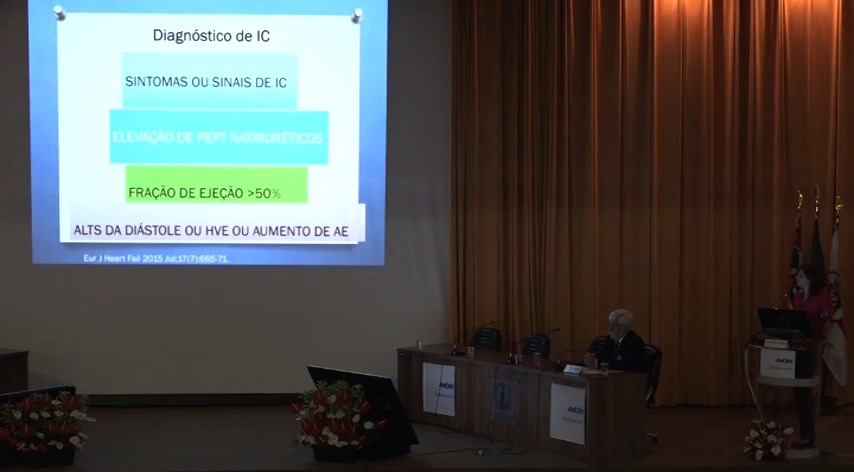 Diagnóstico de IC
SINTOMAS OU SINAIS DE IC
ELEVAÇÃO DE PEPT NATRIURÉTICOS
FRAÇÃO DE EJEÇÃO >50%
ALTS DA DIÁSTOLE OU HVE OU AUMENTO DE AE
Eur J Heart Fail 2015 Jul;17(7):665-71.